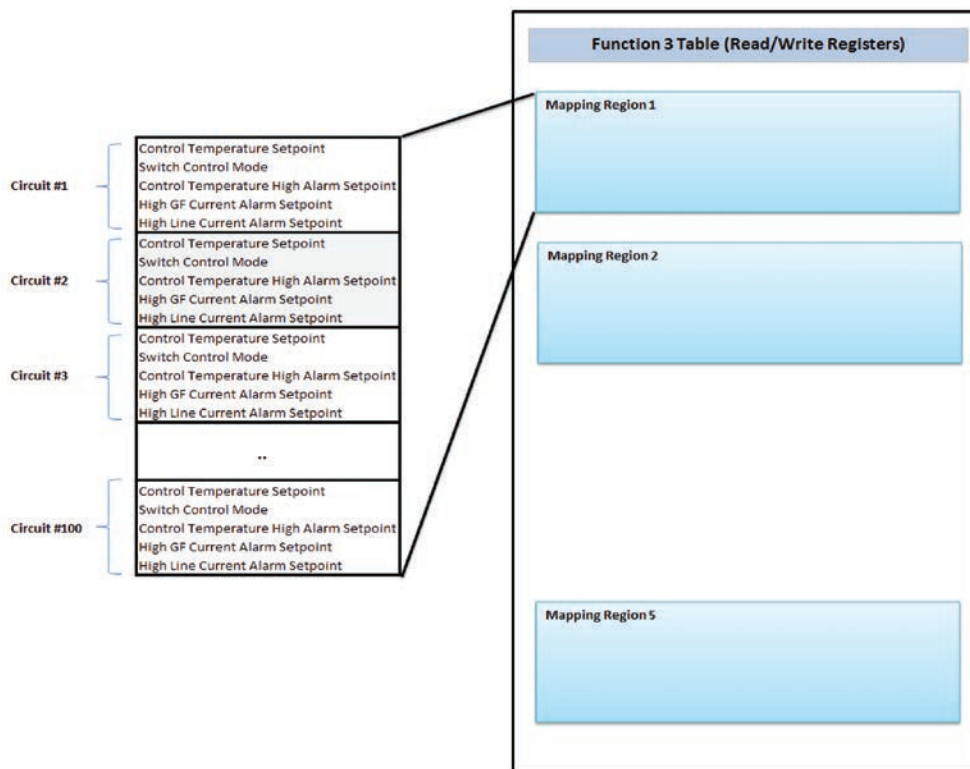 Function 3 Table (Read/Write Registers)
Mapping Region 1
Mapping Region 2
Mapping Region 5
Circuit #1
Control Temperature Setpoint
Switch Control Mode
Control Temperature High Alarm Setpoint
High GF Current Alarm Setpoint
High Line Current Alarm Setpoint
Circuit #2
Control Temperature Setpoint
Switch Control Mode
Control Temperature High Alarm Setpoint
High GF Current Alarm Setpoint
High Line Current Alarm Setpoint
Circuit #3
Control Temperature Setpoint
Switch Control Mode
Control Temperature High Alarm Setpoint
High GF Current Alarm Setpoint
High Line Current Alarm Setpoint
..
Circuit #100
Control Temperature Setpoint
Switch Control Mode
Control Temperature High Alarm Setpoint
High GF Current Alarm Setpoint
High Line Current Alarm Setpoint